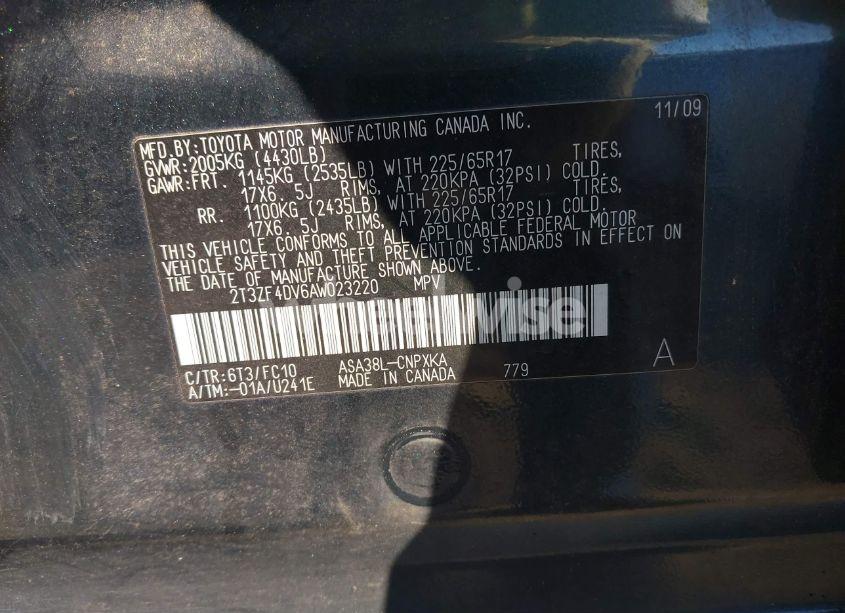 11/09
MFD.BY:TOYOTA MOTOR MANUFACTURING CANADA INC.
GVWR:2005KG (4430LB)
GAWR:FRT. 1145KG (2535LB) WITH 225/65R17 TIRES,
17X6. 5J RIMS, AT 220KPA (32PSI) COLD.
RR. 1100KG (2435LB) WITH 225/65R17 TIRES,
17X6. 5J RIMS, AT 220KPA (32PSI) COLD.
THIS VEHICLE CONFORMS TO ALL APPLICABLE FEDERAL MOTOR
VEHICLE SAFETY AND THEFT PREVENTION STANDARDS IN EFFECT ON
THE DATE OF MANUFACTURE SHOWN ABOVE.
2T3ZF4DV6AW023220 MPV
C/TR:6T3/FC10 ASA38L-CNPXKA 779 A
A/TM:-01A/U241E MADE IN CANADA